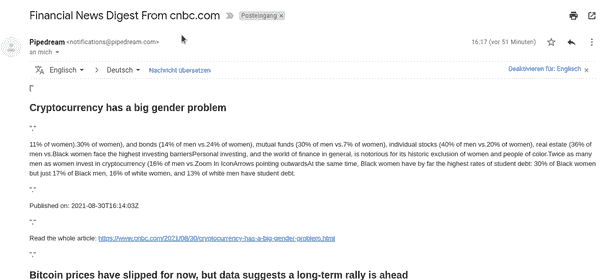 Financial News Digest From cnbc.com Posteingang ×
Pipedream <notifications@pipedream.com> 16:17 (vor 51 Minuten)
an mich
Englisch > Deutsch Nachricht übersetzen Deaktivieren für: Englisch ×
["
Cryptocurrency has a big gender problem
","
11% of women).30% of women), and bonds (14% of men vs.24% of women), mutual funds (30% of men vs.7% of women), individual stocks (40% of men vs.20% of women), real estate (36% of
men vs.Black women face the highest investing barriersPersonal investing, and the world of finance in general, is notorious for its historic exclusion of women and people of color.Twice as many
men as women invest in cryptocurrency (16% of men vs.Zoom In IconArrows pointing outwardsAt the same time, Black women have by far the highest rates of student debt: 30% of Black women
but just 17% of Black men, 16% of white women, and 13% of white men have student debt.
","
Published on: 2021-08-30T16:14:03Z
","
Read the whole article: https://www.cnbc.com/2021/08/30/cryptocurrency-has-a-big-gender-problem.html
","
Bitcoin prices have slipped for now, but data suggests a long-term rally is ahead